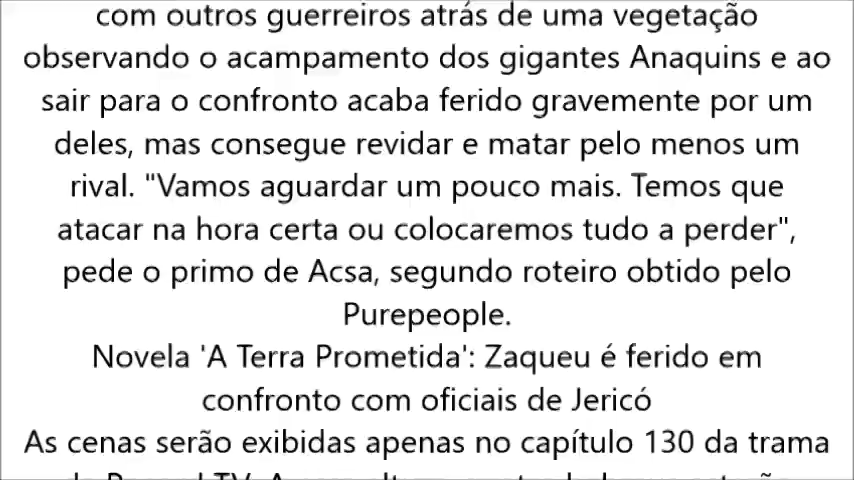 com outros guerreiros atrás de uma vegetação
observando o acampamento dos gigantes Anaquins e ao
sair para o confronto acaba ferido gravemente por um
deles, mas consegue revidar e matar pelo menos um
rival. "Vamos aguardar um pouco mais. Temos que
atacar na hora certa ou colocaremos tudo a perder",
pede o primo de Acsa, segundo roteiro obtido pelo
Purepeople.
Novela 'A Terra Prometida': Zaqueu é ferido em
confronto com oficiais de Jericó
As cenas serão exibidas apenas no capítulo 130 da trama